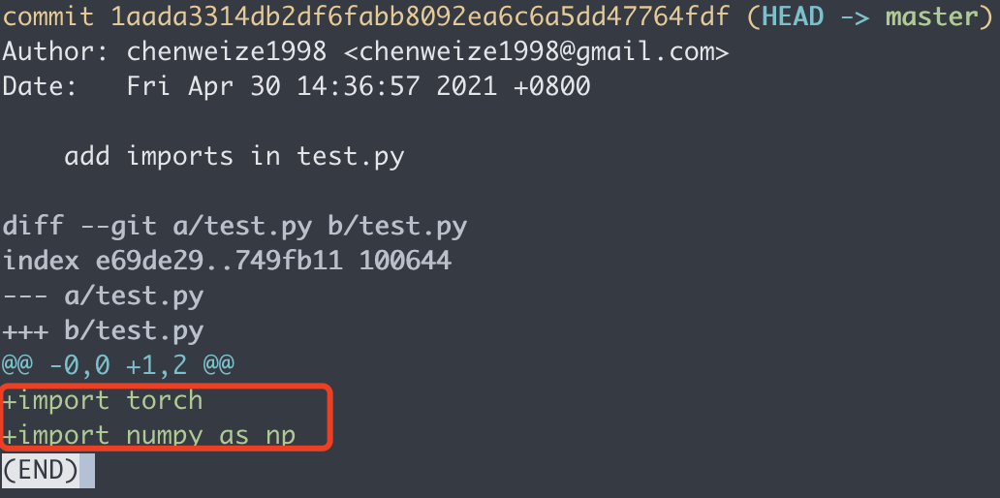 commit 1aada3314db2df6fabb8092ea6c6a5dd47764fdf (HEAD -> master)
Author: chenweize1998 <chenweize1998@gmail.com>
Date:   Fri Apr 30 14:36:57 2021 +0800
    add imports in test.py
diff --git a/test.py b/test.py
index e69de29..749fb11 100644
--- a/test.py
+++ b/test.py
@@ -0,0 +1,2 @@
+import torch
+import numpy as np
(END)